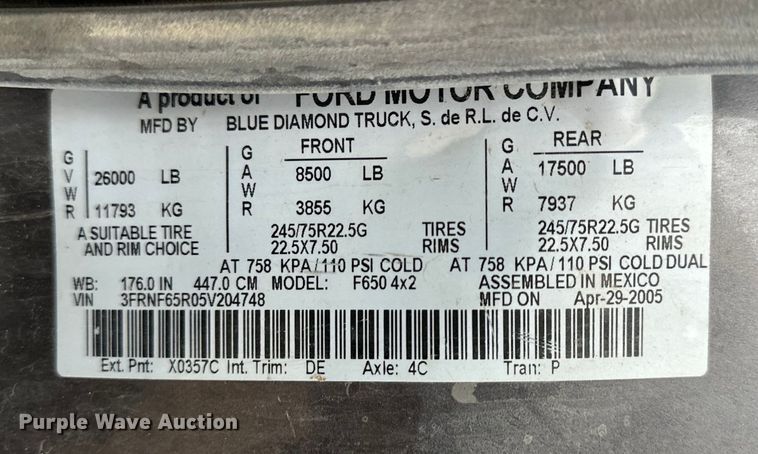 A product of FORD MOTOR COMPANY
MFD BY BLUE DIAMOND TRUCK, S. de R.L. de C.V.
GVWR 26000 LB 11793 KG
FRONT
GAWR 8500 LB 3855 KG
REAR
GAWR 17500 LB 7937 KG
A SUITABLE TIRE AND RIM CHOICE
245/75R22.5G TIRES
22.5X7.50 RIMS
245/75R22.5G TIRES
22.5X7.50 RIMS
AT 758 KPA/110 PSI COLD AT 758 KPA/110 PSI COLD DUAL
WB: 176.0 IN 447.0 CM MODEL: F650 4x2 ASSEMBLED IN MEXICO
VIN 3FRNF65R05V204748 MFD ON Apr-29-2005
Ext. Pnt: X0357C Int. Trim: DE Axle: 4C Tran: P
Purple Wave Auction